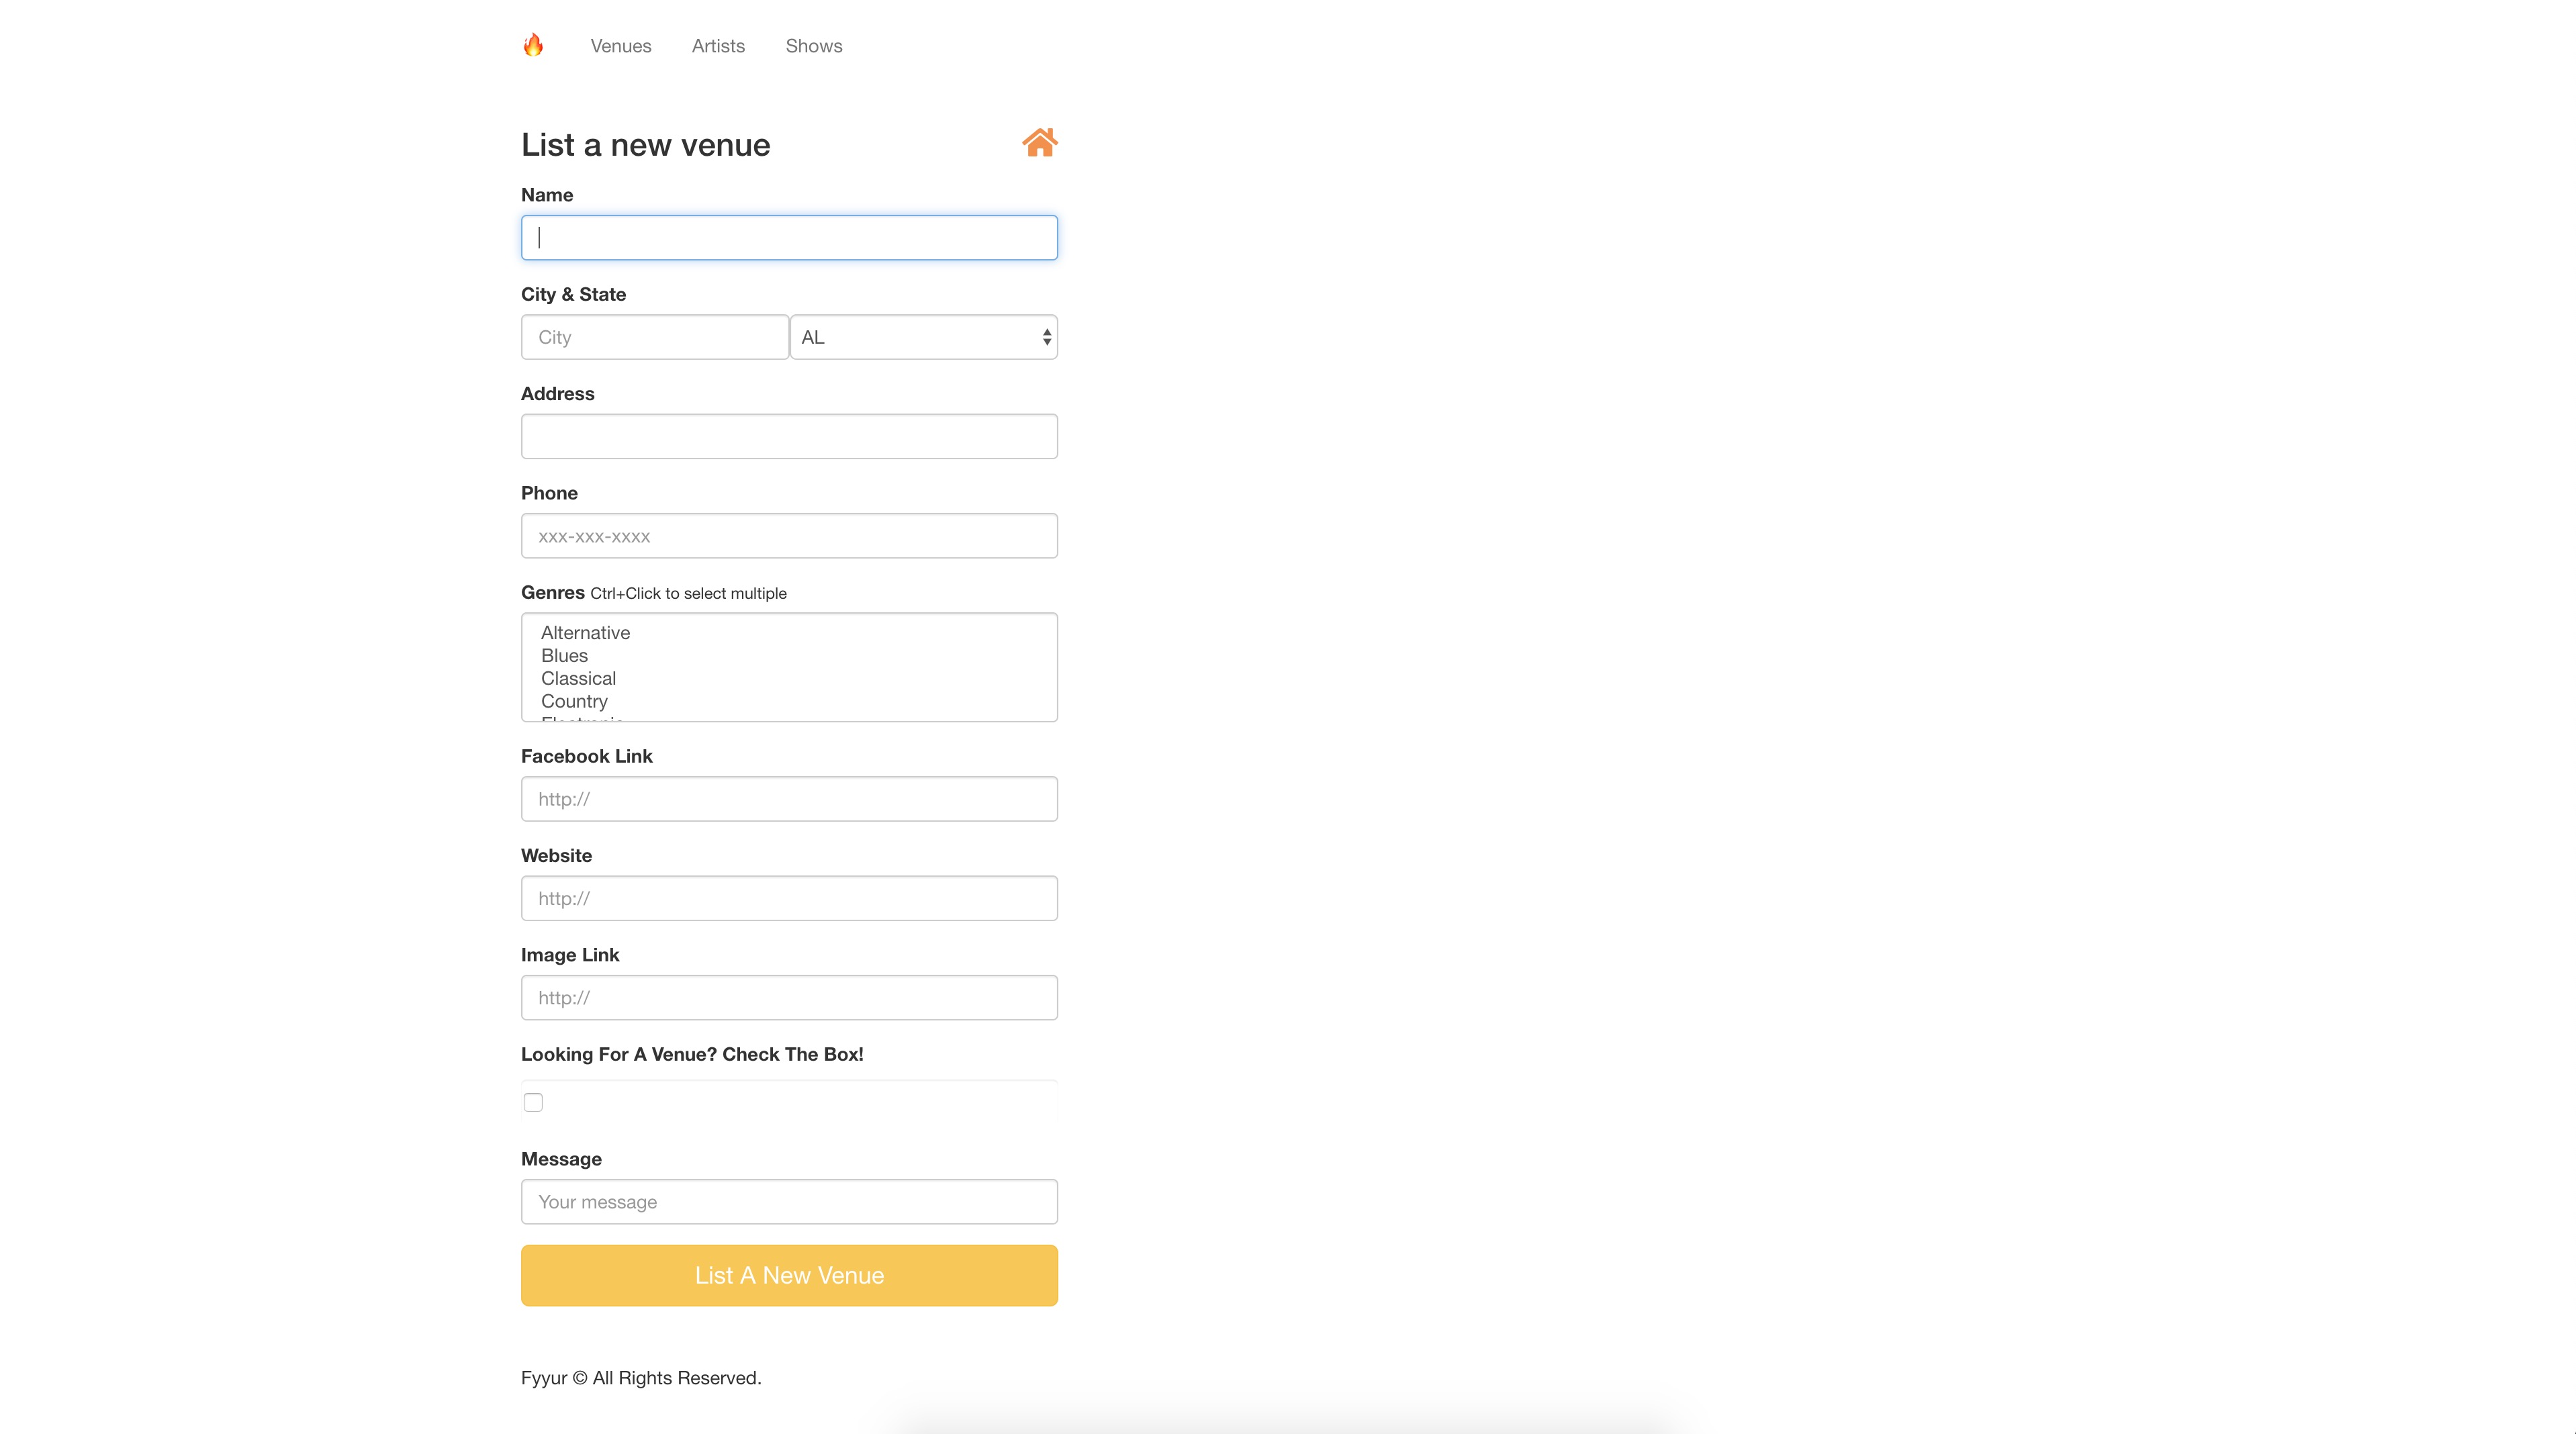 Venues Artists Shows
List a new venue
Name
City & State
City AL
Address
Phone
xxx-xxx-xxxx
Genres Ctrl+Click to select multiple
Alternative
Blues
Classical
Country
Facebook Link
http://
Website
http://
Image Link
http://
Looking For A Venue? Check The Box!
Message
Your message
List A New Venue
Fyyur © All Rights Reserved.